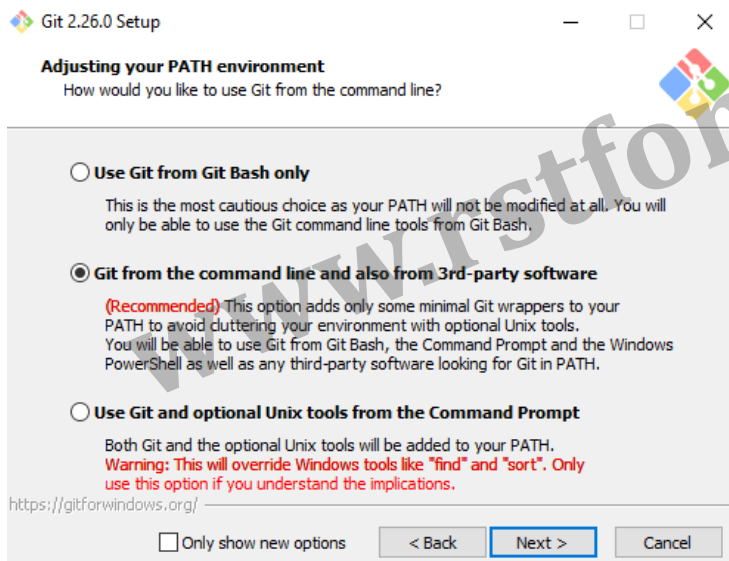 Git 2.26.0 Setup
Adjusting your PATH environment
How would you like to use Git from the command line?
Use Git from Git Bash only
This is the most cautious choice as your PATH will not be modified at all. You will
only be able to use the Git command line tools from Git Bash.
Git from the command line and also from 3rd-party software
(Recommended) This option adds only some minimal Git wrappers to your
PATH to avoid cluttering your environment with optional Unix tools.
You will be able to use Git from Git Bash, the Command Prompt and the Windows
PowerShell as well as any third-party software looking for Git in PATH.
Use Git and optional Unix tools from the Command Prompt
Both Git and the optional Unix tools will be added to your PATH.
Warning: This will override Windows tools like "find" and "sort". Only
use this option if you understand the implications.
https://gitforwindows.org/
Only show new options
< Back
Next >
Cancel
www.rstfor